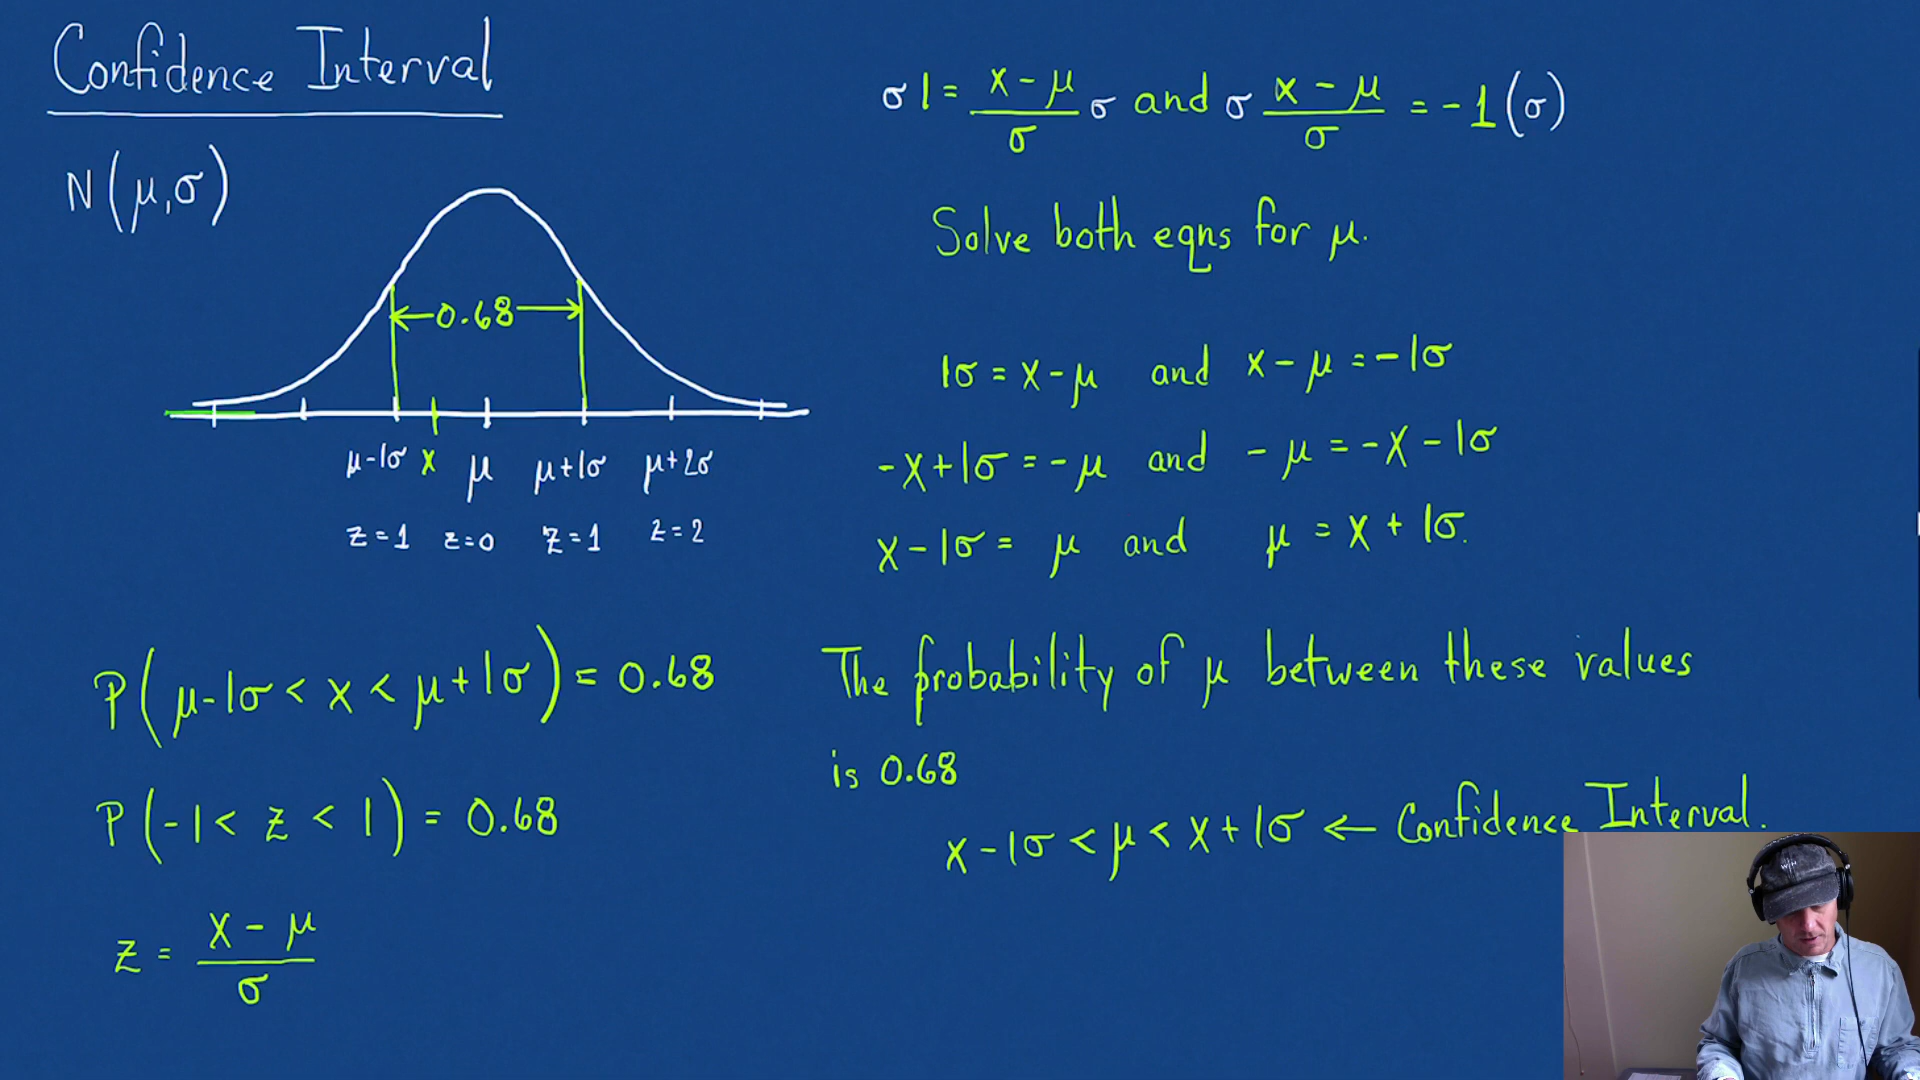 Confidence Interval
N(μ,σ)
←0.68→
μ-1σ x μ μ+1σ μ+2σ
z=1 z=0 z=1 z=2
P(μ-1σ < x < μ+1σ) = 0.68
P(-1 < z < 1) = 0.68
z = (x - μ)/σ
σ 1 = (x - μ)/σ σ and σ (x - μ)/σ = -1(σ)
Solve both eqns for μ.
1σ = x - μ and x - μ = -1σ
-x + 1σ = -μ and -μ = -x - 1σ
x - 1σ = μ and μ = x + 1σ.
The probability of μ between these values
is 0.68
x - 1σ < μ < x + 1σ ← Confidence Interval.